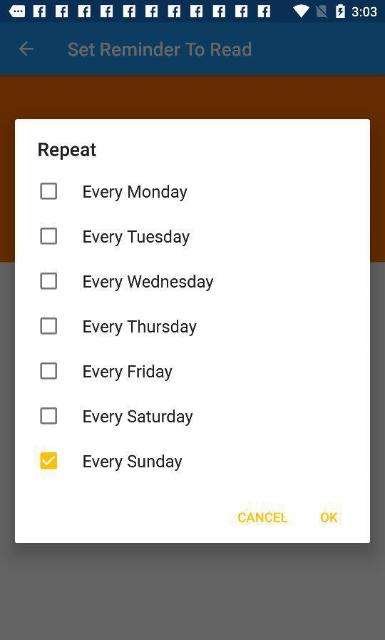 3:03
Set Reminder To Read
Repeat
Every Monday
Every Tuesday
Every Wednesday
Every Thursday
Every Friday
Every Saturday
Every Sunday
CANCEL OK